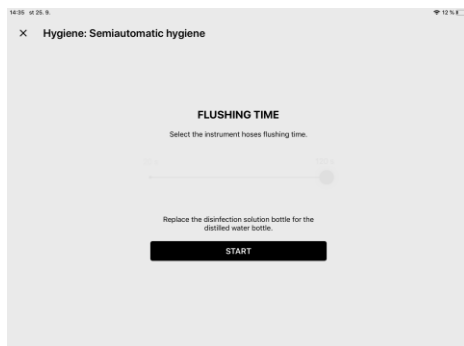 14:35 st 25. 9.
12 %
× Hygiene: Semiautomatic hygiene
FLUSHING TIME
Select the instrument hoses flushing time.
Replace the disinfection solution bottle for the
distilled water bottle.
START